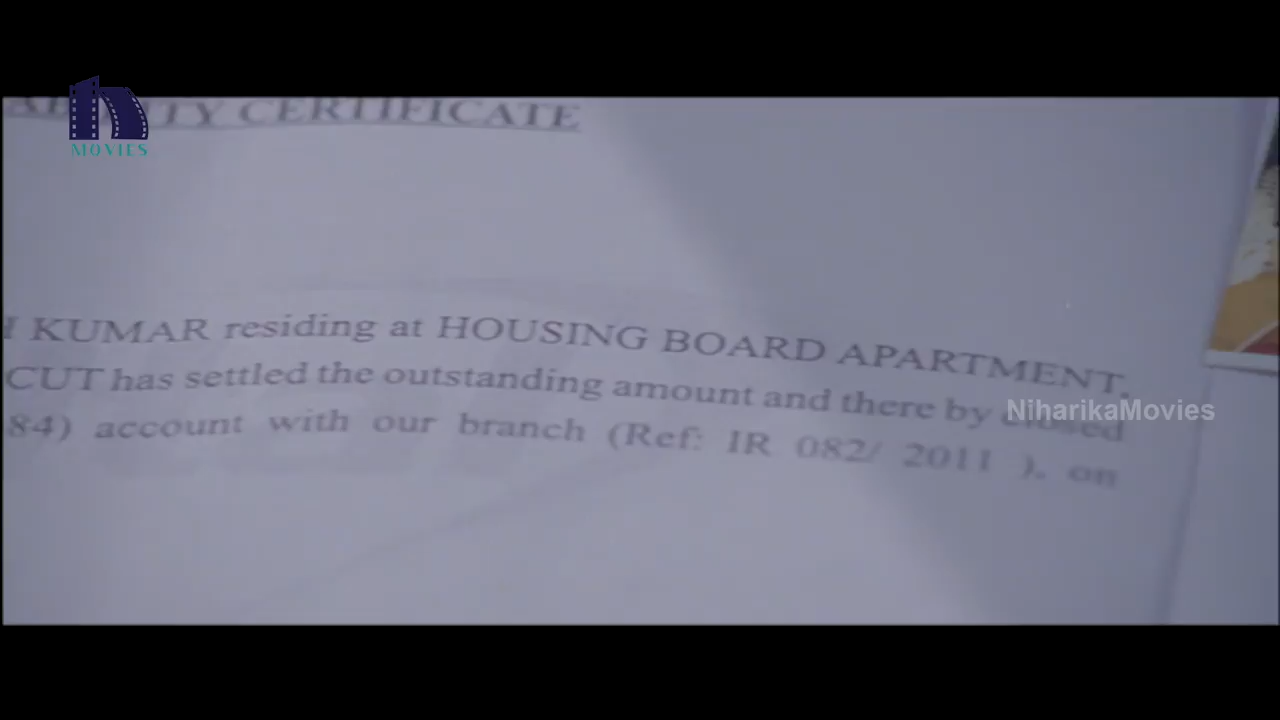 CERTIFICATE
MOVIES
KUMAR residing at HOUSING BOARD APARTMENT,
CUT has settled the outstanding amount and there by closed
NiharikaMovies
84) account with our branch (Ref: IR 082/ 2011 ), on